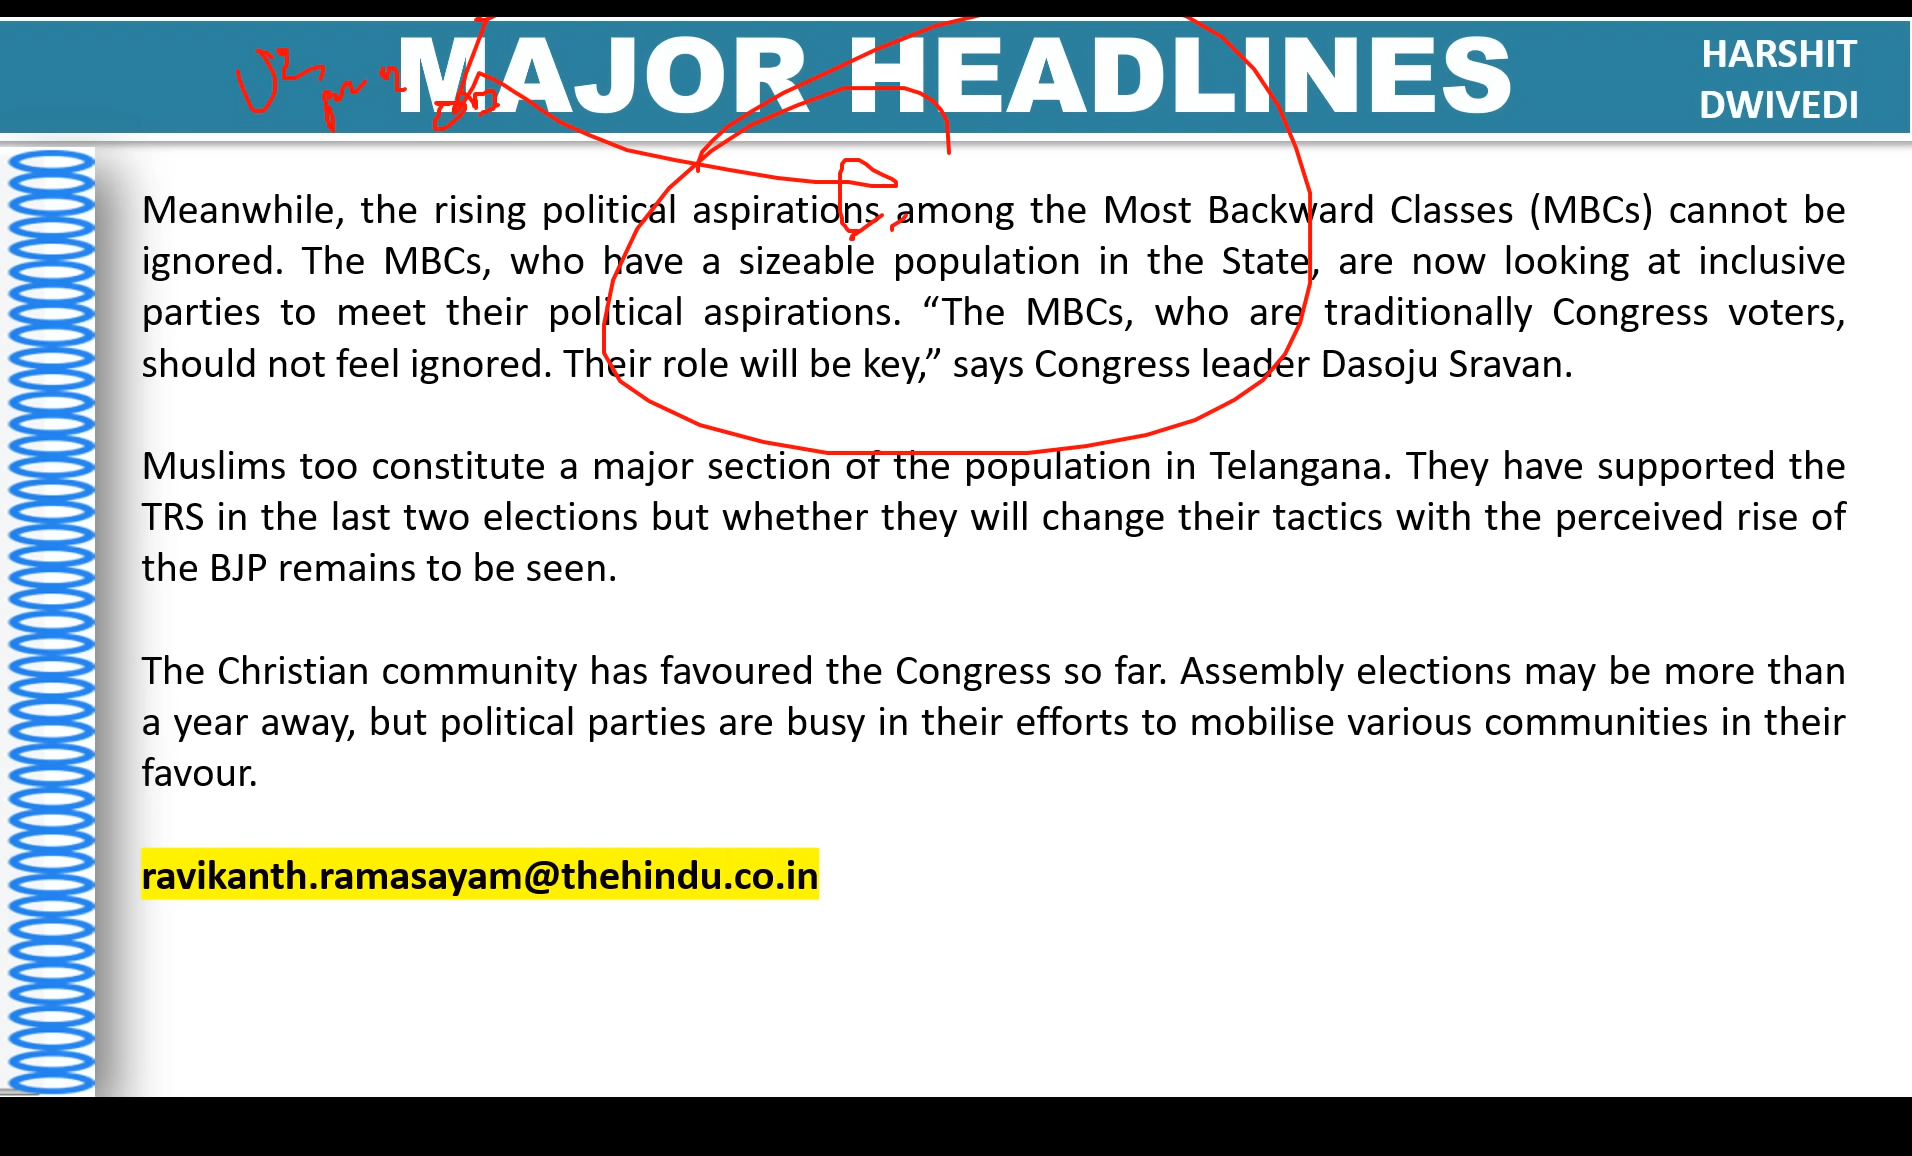 MAJOR HEADLINES
HARSHIT
DWIVEDI
Meanwhile, the rising political aspirations among the Most Backward Classes (MBCs) cannot be
ignored. The MBCs, who have a sizeable population in the State, are now looking at inclusive
parties to meet their political aspirations. “The MBCs, who are traditionally Congress voters,
should not feel ignored. Their role will be key,” says Congress leader Dasoju Sravan.
Muslims too constitute a major section of the population in Telangana. They have supported the
TRS in the last two elections but whether they will change their tactics with the perceived rise of
the BJP remains to be seen.
The Christian community has favoured the Congress so far. Assembly elections may be more than
a year away, but political parties are busy in their efforts to mobilise various communities in their
favour.
ravikanth.ramasayam@thehindu.co.in